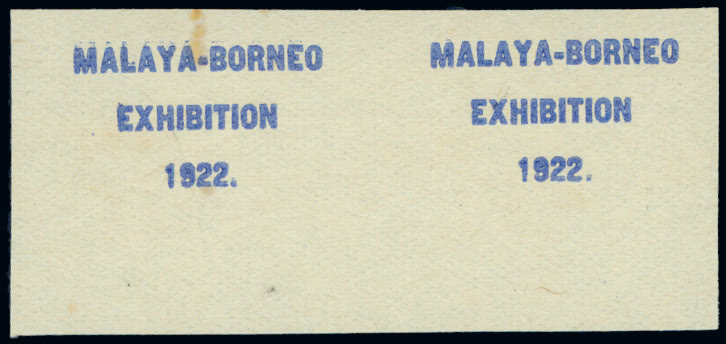 MALAYA-BORNEO
EXHIBITION
1922.
MALAYA-BORNEO
EXHIBITION
1922.